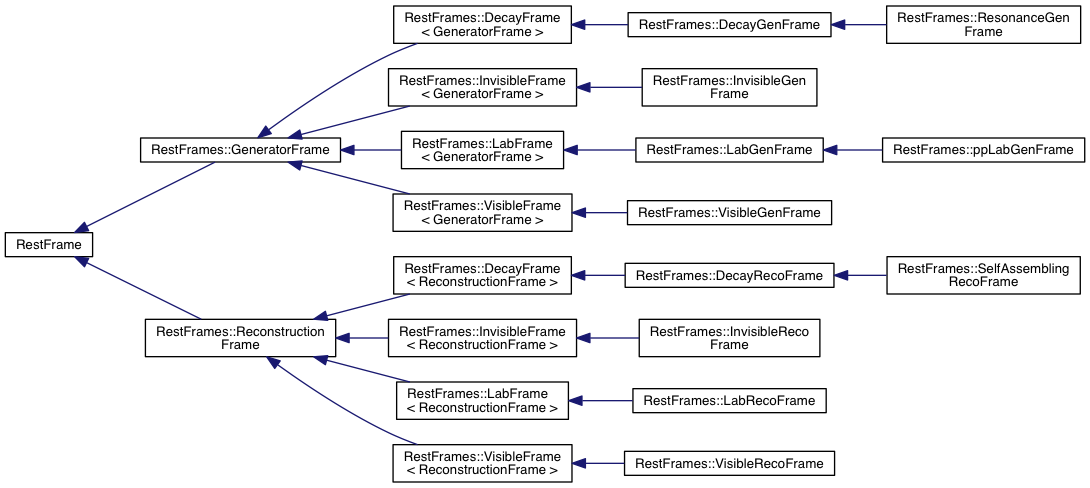 RestFrames::DecayFrame
< GeneratorFrame >
RestFrames::DecayGenFrame
RestFrames::ResonanceGen
Frame
RestFrames::InvisibleFrame
< GeneratorFrame >
RestFrames::InvisibleGen
Frame
RestFrames::GeneratorFrame
RestFrames::LabFrame
< GeneratorFrame >
RestFrames::LabGenFrame
RestFrames::ppLabGenFrame
RestFrames::VisibleFrame
< GeneratorFrame >
RestFrames::VisibleGenFrame
RestFrame
RestFrames::DecayFrame
< ReconstructionFrame >
RestFrames::DecayRecoFrame
RestFrames::SelfAssembling
RecoFrame
RestFrames::Reconstruction
Frame
RestFrames::InvisibleFrame
< ReconstructionFrame >
RestFrames::InvisibleReco
Frame
RestFrames::LabFrame
< ReconstructionFrame >
RestFrames::LabRecoFrame
RestFrames::VisibleFrame
< ReconstructionFrame >
RestFrames::VisibleRecoFrame